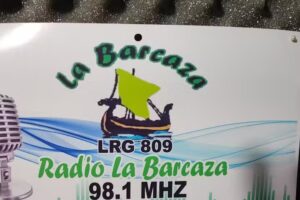 La Barcaza
LRG 809
Radio La Barcaza
98.1 MHZ